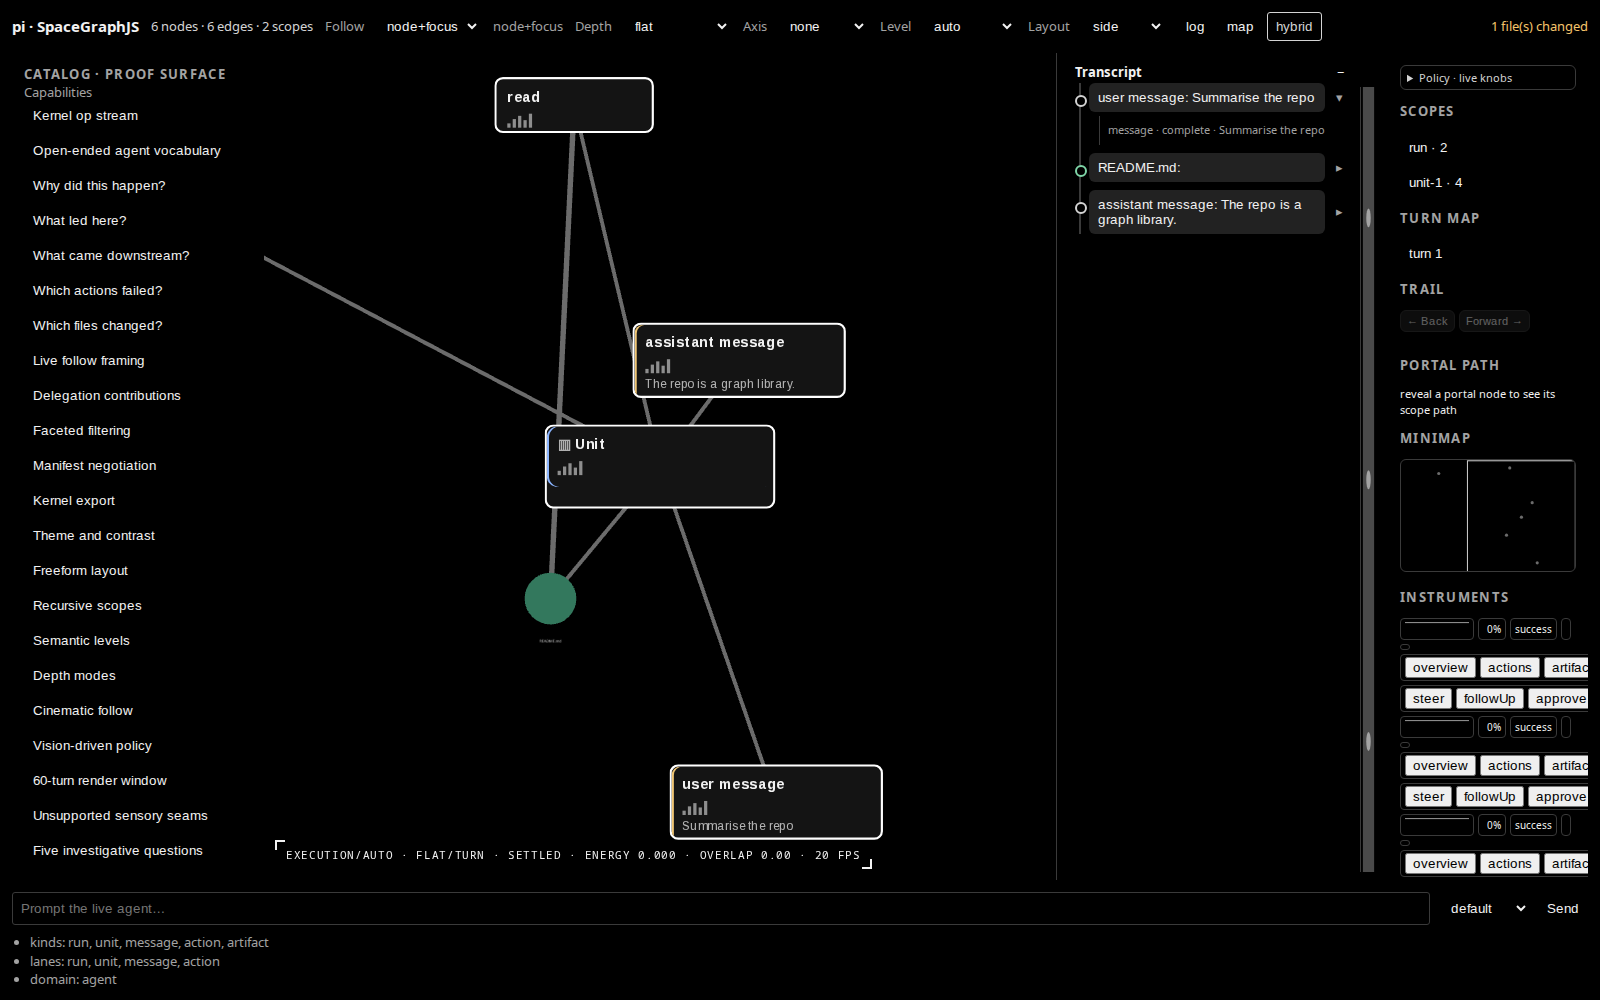 pi · SpaceGraphJS 6 nodes · 6 edges · 2 scopes Follow node+focus node+focus Depth flat Axis none Level auto Layout side log map hybrid 1 file(s) changed
CATALOG · PROOF SURFACE
Capabilities
Kernel op stream
Open-ended agent vocabulary
Why did this happen?
What led here?
What came downstream?
Which actions failed?
Which files changed?
Live follow framing
Delegation contributions
Faceted filtering
Manifest negotiation
Kernel export
Theme and contrast
Freeform layout
Recursive scopes
Semantic levels
Depth modes
Cinematic follow
Vision-driven policy
60-turn render window
Unsupported sensory seams
Five investigative questions
read
assistant message
The repo is a graph library.
Unit
README.md
user message
Summarise the repo
EXECUTION/AUTO · FLAT/TURN · SETTLED · ENERGY 0.000 · OVERLAP 0.00 · 20 FPS
Transcript –
user message: Summarise the repo
message · complete · Summarise the repo
README.md:
assistant message: The repo is a
graph library.
Policy · live knobs
SCOPES
run · 2
unit-1 · 4
TURN MAP
turn 1
TRAIL
← Back Forward →
PORTAL PATH
reveal a portal node to see its
scope path
MINIMAP
INSTRUMENTS
0% success
overview actions artifac
steer followUp approve
0% success
overview actions artifac
steer followUp approve
0% success
overview actions artifac
Prompt the live agent… default Send
kinds: run, unit, message, action, artifact
lanes: run, unit, message, action
domain: agent